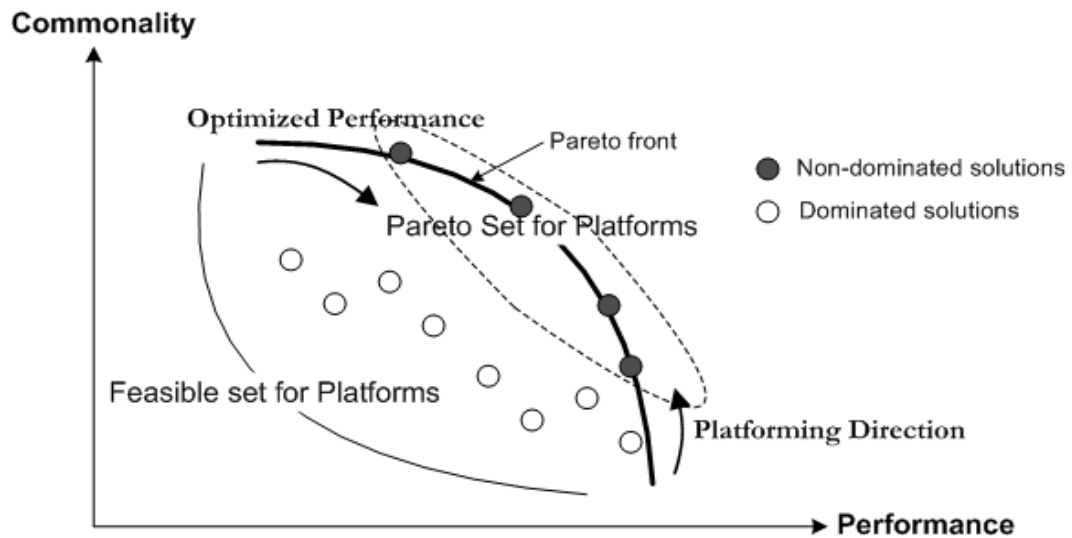 Commonality
Optimized Performance
Pareto front
Non-dominated solutions
Dominated solutions
Pareto Set for Platforms
Feasible set for Platforms
Platforming Direction
Performance